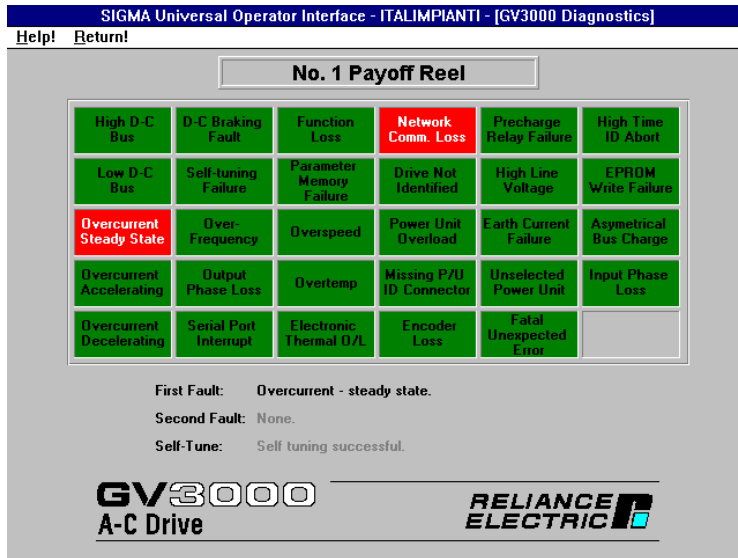 SIGMA Universal Operator Interface - ITALIMPIANTI - [GV3000 Diagnostics]
Help! Return!
No. 1 Payoff Reel
High D-C Bus
D-C Braking Fault
Function Loss
Network Comm. Loss
Precharge Relay Failure
High Time ID Abort
Low D-C Bus
Self-tuning Failure
Parameter Memory Failure
Drive Not Identified
High Line Voltage
EPROM Write Failure
Overcurrent Steady State
Over-Frequency
Overspeed
Power Unit Overload
Earth Current Failure
Asymetrical Bus Charge
Overcurrent Accelerating
Output Phase Loss
Overtemp
Missing P/U ID Connector
Unselected Power Unit
Input Phase Loss
Overcurrent Decelerating
Serial Port Interrupt
Electronic Thermal O/L
Encoder Loss
Fatal Unexpected Error
First Fault: Overcurrent - steady state.
Second Fault: None.
Self-Tune: Self tuning successful.
GV3000
A-C Drive
RELIANCE
ELECTRIC